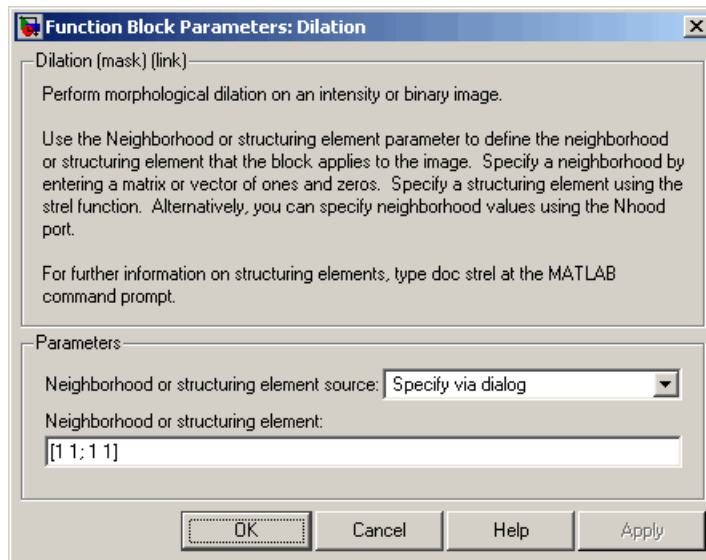 Function Block Parameters: Dilation
Dilation (mask) (link)
Perform morphological dilation on an intensity or binary image.
Use the Neighborhood or structuring element parameter to define the neighborhood
or structuring element that the block applies to the image.  Specify a neighborhood by
entering a matrix or vector of ones and zeros.  Specify a structuring element using the
strel function.  Alternatively, you can specify neighborhood values using the Nhood
port.
For further information on structuring elements, type doc strel at the MATLAB
command prompt.
Parameters
Neighborhood or structuring element source: Specify via dialog
Neighborhood or structuring element:
[1 1; 1 1]
OK Cancel Help Apply